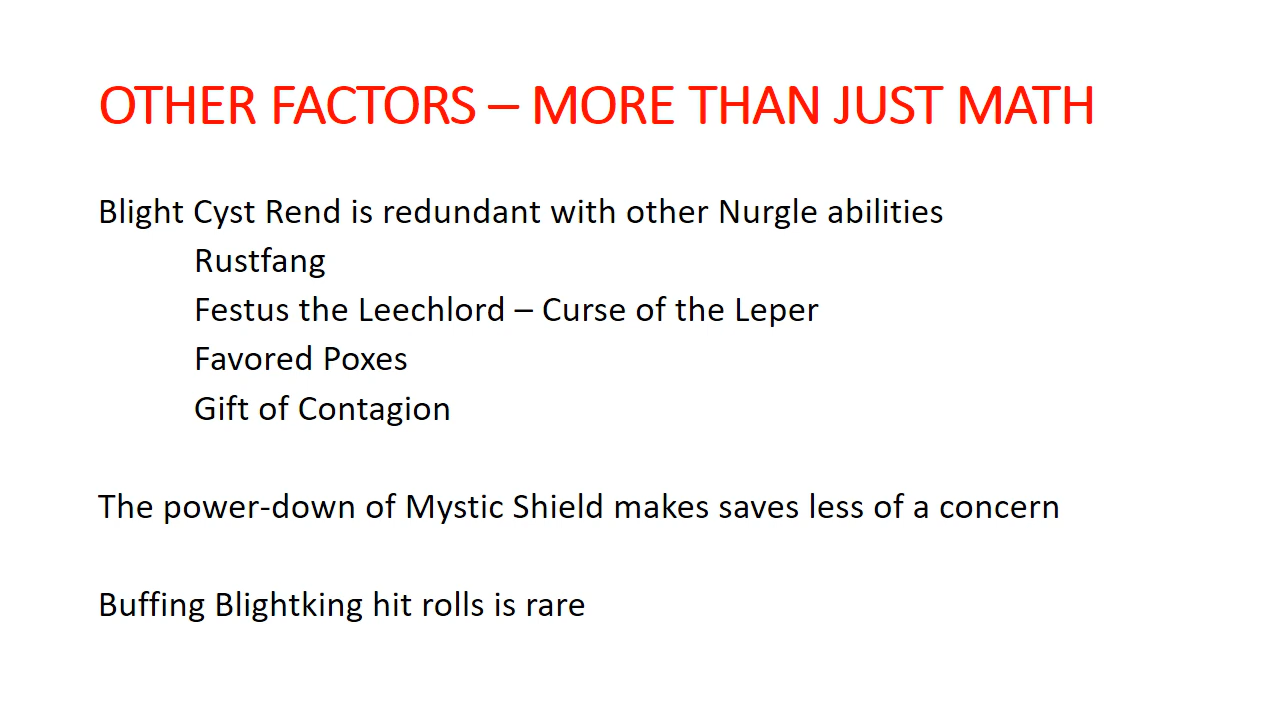 OTHER FACTORS – MORE THAN JUST MATH
Blight Cyst Rend is redundant with other Nurgle abilities
Rustfang
Festus the Leechlord – Curse of the Leper
Favored Poxes
Gift of Contagion
The power-down of Mystic Shield makes saves less of a concern
Buffing Blightking hit rolls is rare